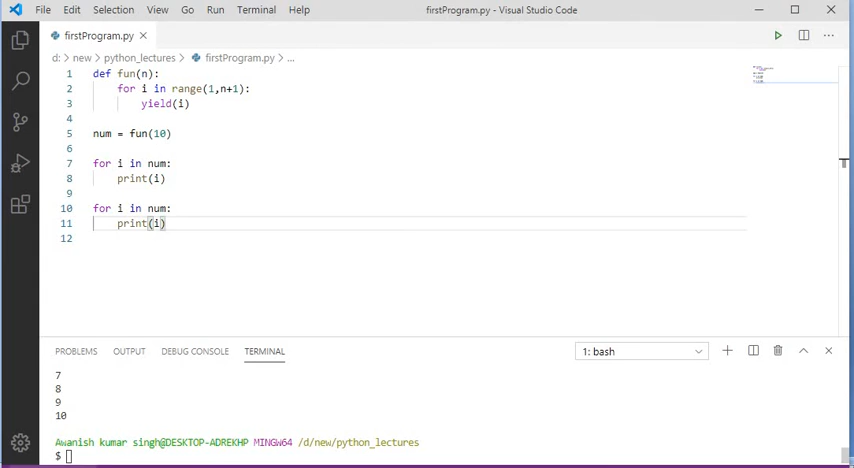 File Edit Selection View Go Run Terminal Help firstProgram.py - Visual Studio Code
firstProgram.py
d: > new > python_lectures > firstProgram.py > ...
1 def fun(n):
2 for i in range(1,n+1):
3 yield(i)
4
5 num = fun(10)
6
7 for i in num:
8 print(i)
9
10 for i in num:
11 print(i)
12
PROBLEMS OUTPUT DEBUG CONSOLE TERMINAL 1: bash
7
8
9
10
Awanish kumar singh@DESKTOP-ADREKHP MINGW64 /d/new/python_lectures
$